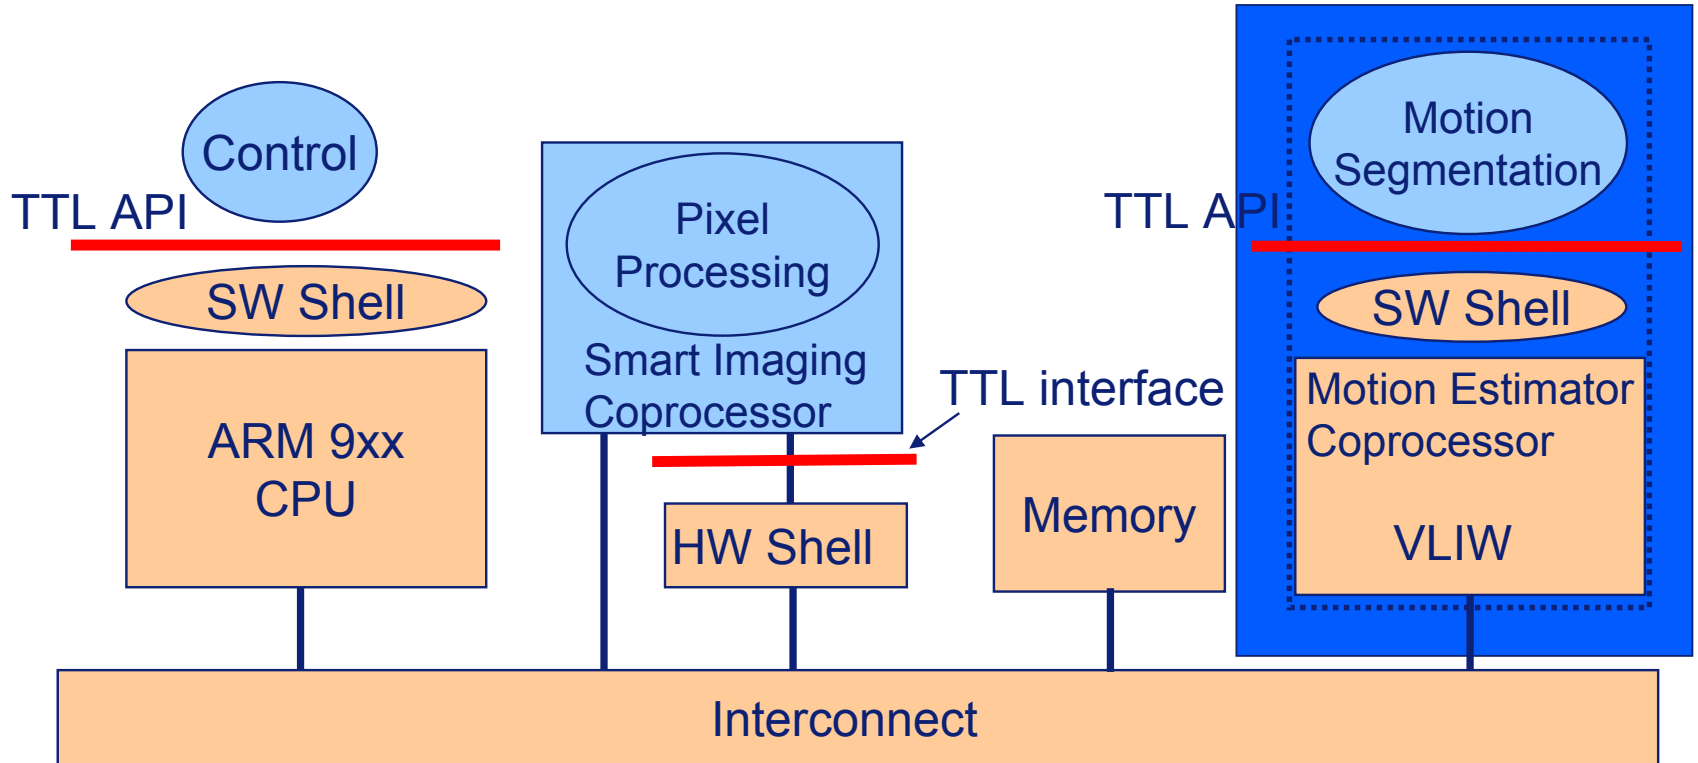 Control
TTL API
SW Shell
ARM 9xx
CPU
Pixel
Processing
Smart Imaging
Coprocessor
TTL interface
HW Shell
Memory
Motion
Segmentation
TTL API
SW Shell
Motion Estimator
Coprocessor
VLIW
Interconnect